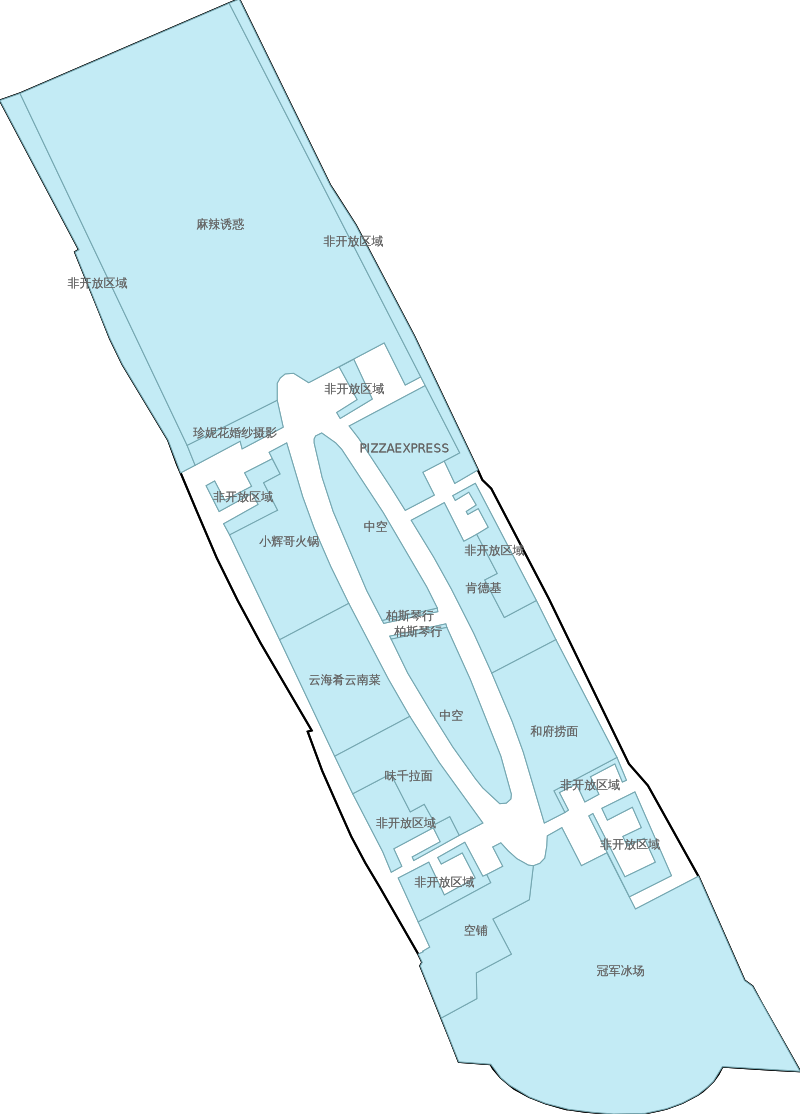 麻辣诱惑
非开放区域
非开放区域
非开放区域
珍妮花婚纱摄影
PIZZAEXPRESS
非开放区域
中空
小辉哥火锅
非开放区域
肯德基
柏斯琴行
柏斯琴行
云海肴云南菜
中空
和府捞面
味千拉面
非开放区域
非开放区域
非开放区域
非开放区域
空铺
冠军冰场